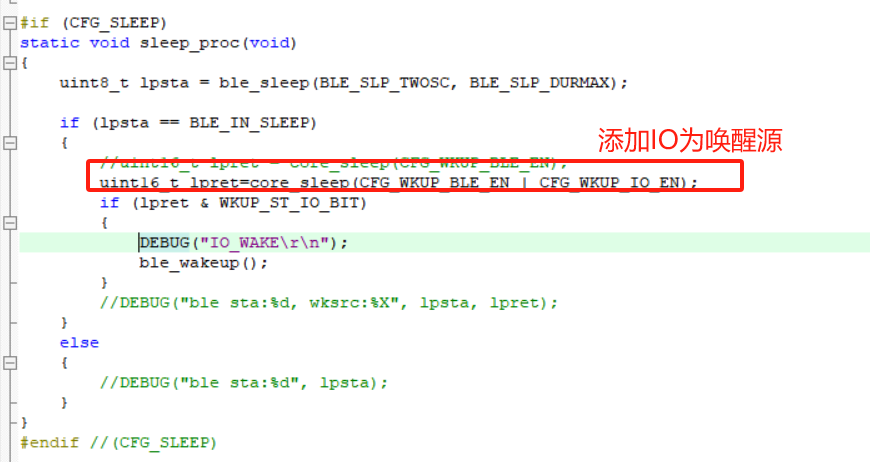 #if (CFG_SLEEP)
static void sleep_proc(void)
{
uint8_t lpsta = ble_sleep(BLE_SLP_TWOSC, BLE_SLP_DURMAX);
if (lpsta == BLE_IN_SLEEP)
添加IO为唤醒源
{
//uint16_t lpret = core_sleep(CFG_WKUP_BLE_EN);
uint16_t lpret=core_sleep(CFG_WKUP_BLE_EN | CFG_WKUP_IO_EN);
if (lpret & WKUP_ST_IO_BIT)
{
DEBUG("IO_WAKE\r\n");
ble_wakeup();
}
//DEBUG("ble sta:%d, wksrc:%X", lpsta, lpret);
}
else
{
//DEBUG("ble sta:%d", lpsta);
}
}
#endif //(CFG_SLEEP)